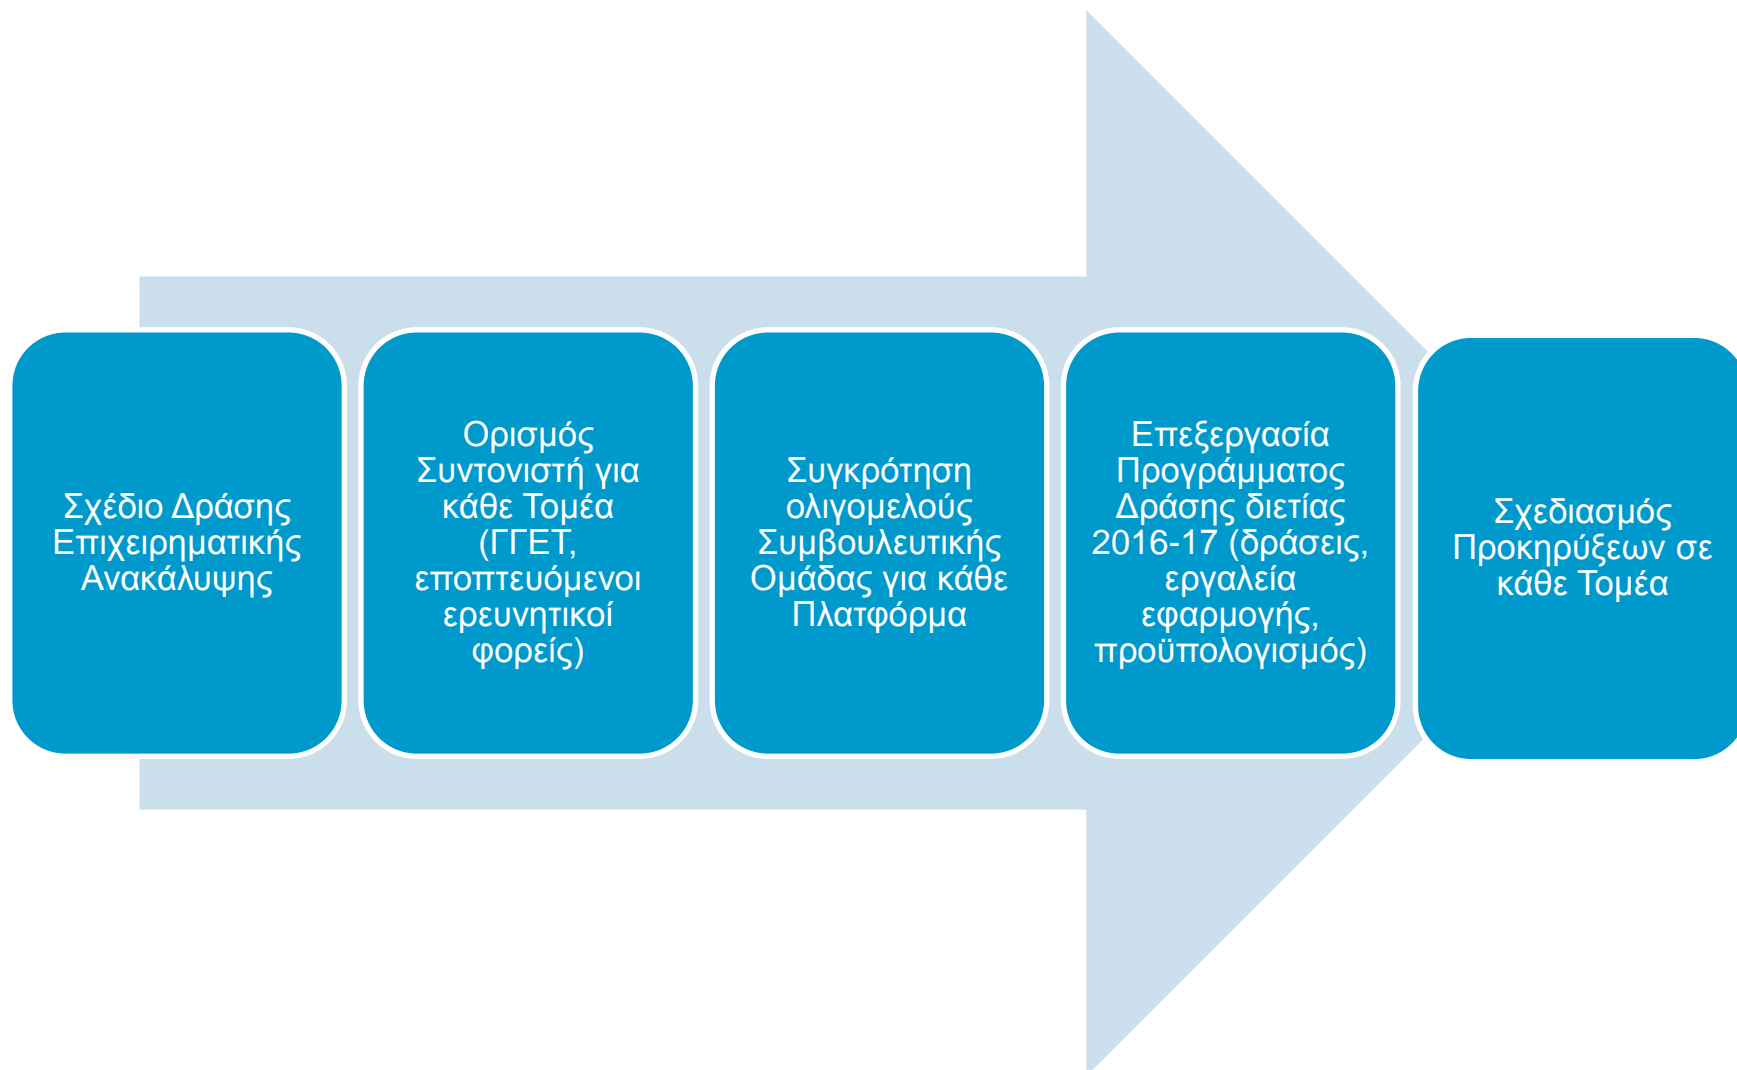 Σχέδιο Δράσης
Επιχειρηματικής
Ανακάλυψης
Ορισμός
Συντονιστή για
κάθε Τομέα
(ΓΓΕΤ,
εποπτευόμενοι
ερευνητικοί
φορείς)
Συγκρότηση
ολιγομελούς
Συμβουλευτικής
Ομάδας για κάθε
Πλατφόρμα
Επεξεργασία
Προγράμματος
Δράσης διετίας
2016-17 (δράσεις,
εργαλεία
εφαρμογής,
προϋπολογισμός)
Σχεδιασμός
Προκηρύξεων σε
κάθε Τομέα